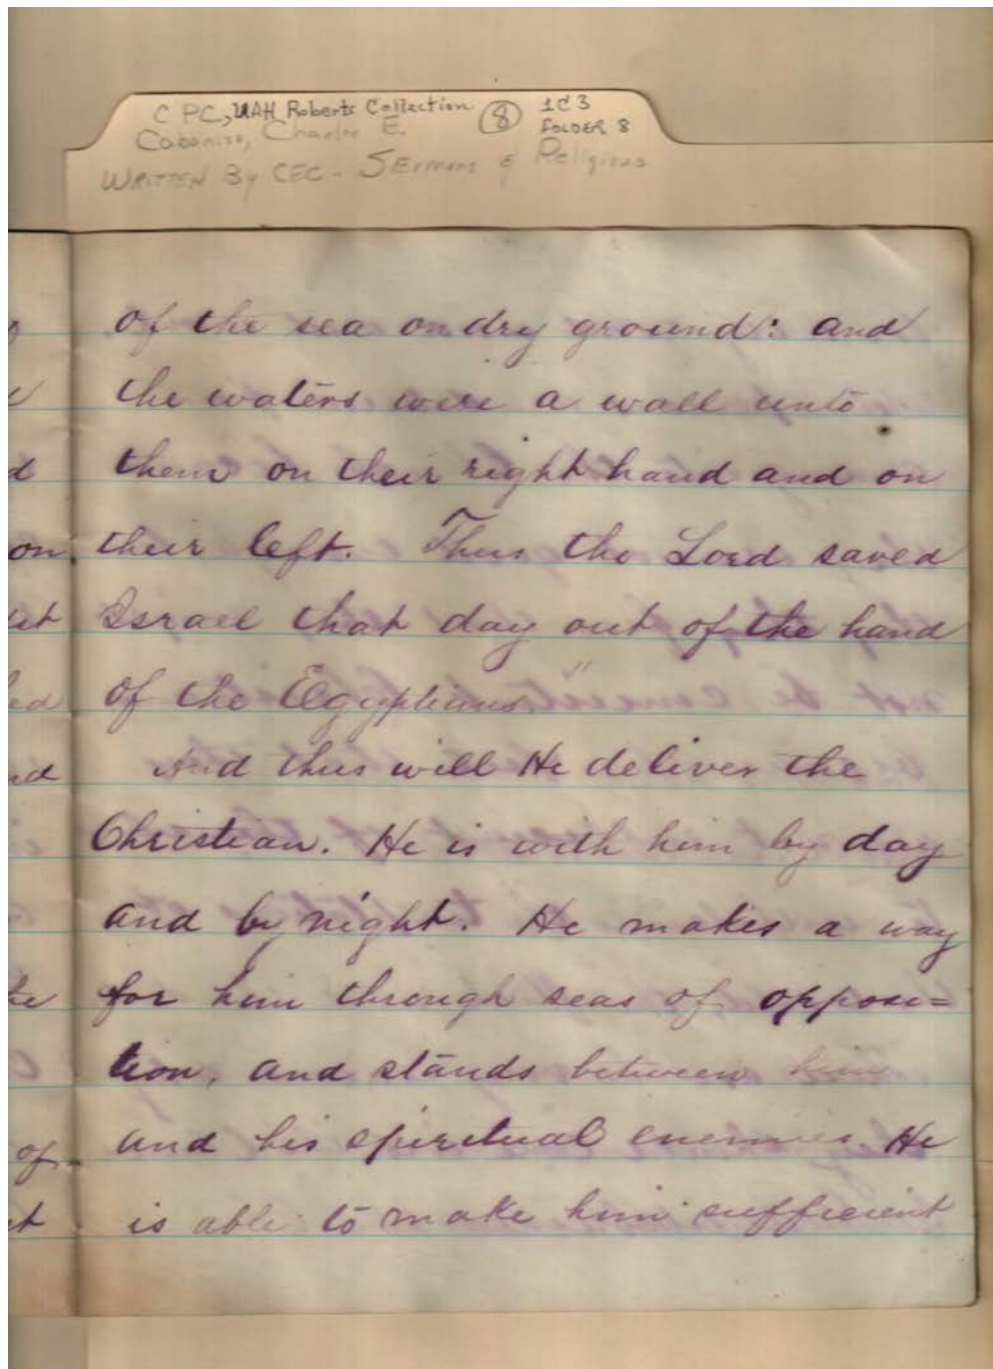 C PC, UAH Roberts Collection 8 1C3
Cabaniss, Charles E. FOLDER 8
WRITTEN By CEC - SErmons & Religious
of the sea on dry ground: and
the waters were a wall unto
them on their right hand and on
their left. Thus the Lord saved
Israel that day out of the hand
of the Egyptians."
And thus will He deliver the
Christian. He is with him by day
and by night. He makes a way
for him through seas of opposi=
tion, and stands between him
and his spiritual enemies. He
is able to make him sufficient
on
of